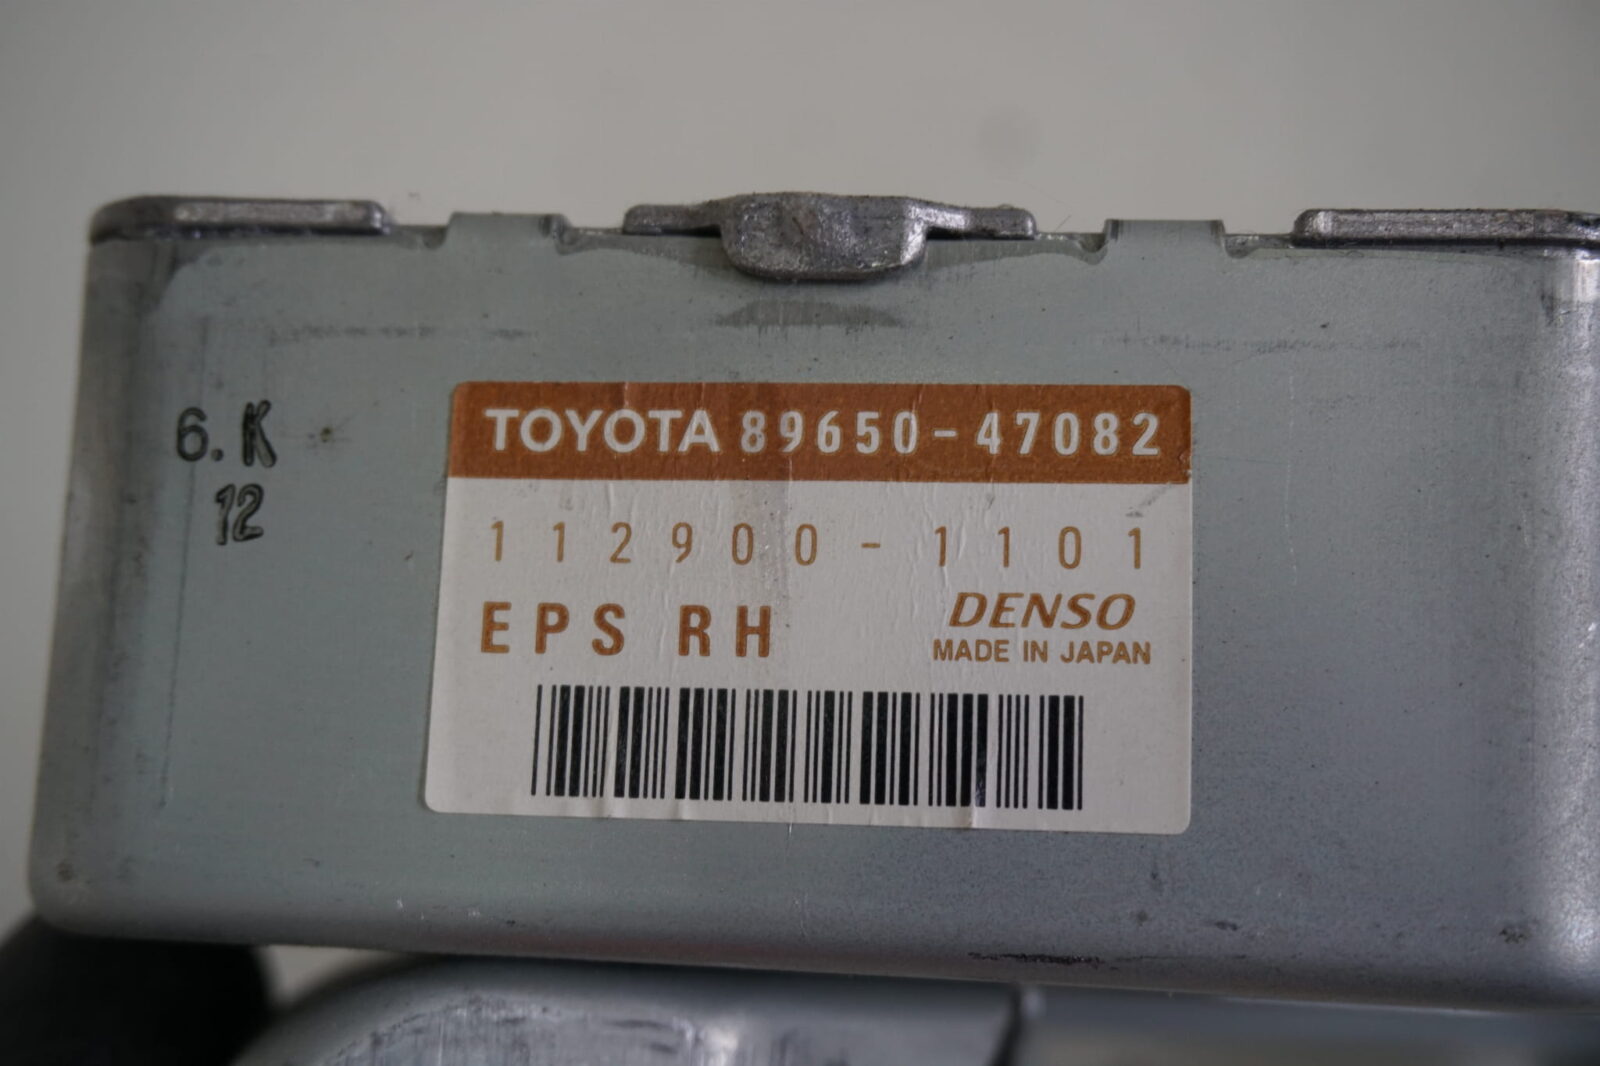 6.K
12
TOYOTA 89650-47082
112900-1101
EPS RH
DENSO
MADE IN JAPAN